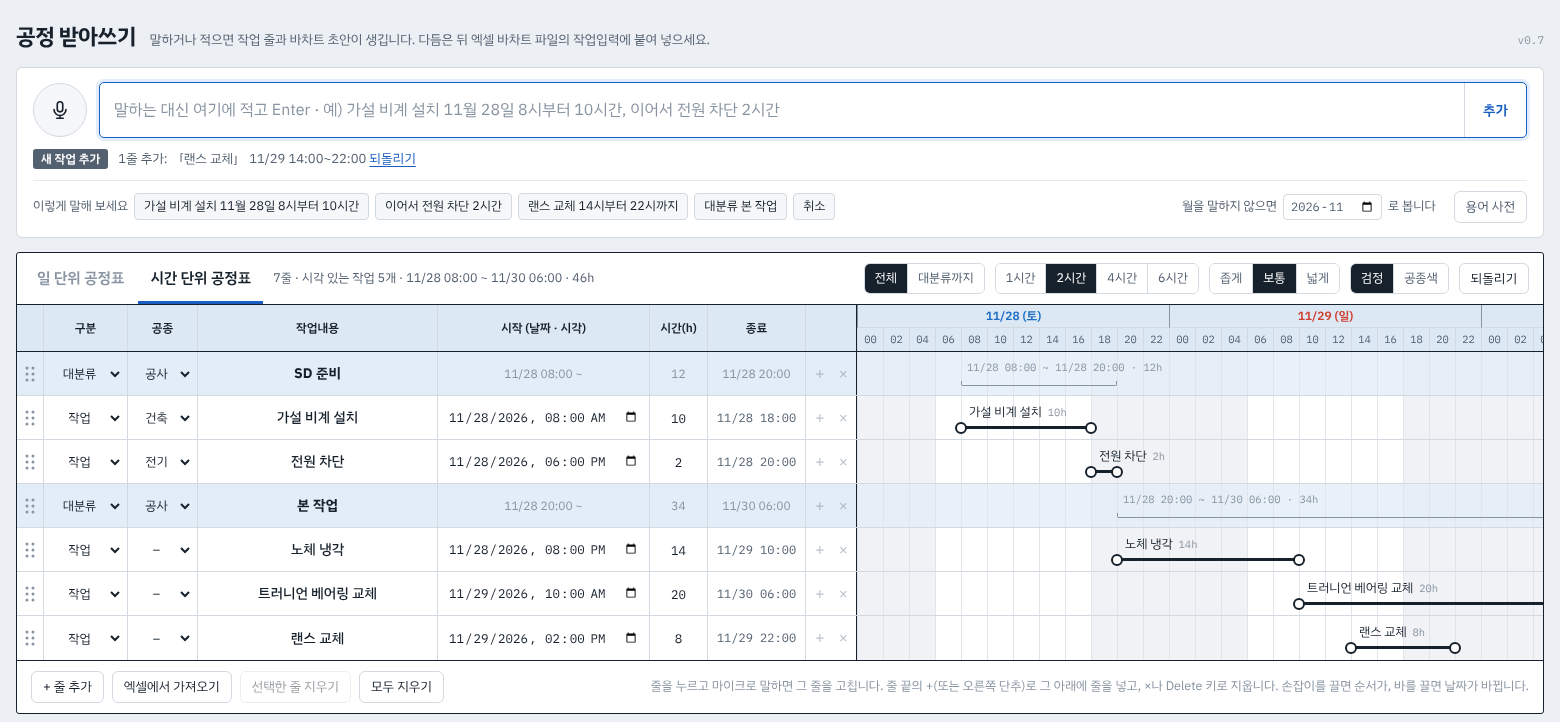 공정 받아쓰기 말하거나 적으면 작업 줄과 바차트 초안이 생깁니다. 다듬은 뒤 엑셀 바차트 파일의 작업입력에 붙여 넣으세요. v0.7
말하는 대신 여기에 적고 Enter · 예) 가설 비계 설치 11월 28일 8시부터 10시간, 이어서 전원 차단 2시간 추가
새 작업 추가 1줄 추가: 「랜스 교체」 11/29 14:00~22:00 되돌리기
이렇게 말해 보세요 가설 비계 설치 11월 28일 8시부터 10시간 이어서 전원 차단 2시간 랜스 교체 14시부터 22시까지 대분류 본 작업 취소 월을 말하지 않으면 2026-11 로 봅니다 용어 사전
일 단위 공정표 시간 단위 공정표 7줄 · 시각 있는 작업 5개 · 11/28 08:00 ~ 11/30 06:00 · 46h 전체 대분류까지 1시간 2시간 4시간 6시간 좁게 보통 넓게 검정 공종색 되돌리기
구분 공종 작업내용 시작 (날짜 · 시각) 시간(h) 종료 11/28 (토) 11/29 (일)
00 02 04 06 08 10 12 14 16 18 20 22 00 02 04 06 08 10 12 14 16 18 20 22 00 02
대분류 공사 SD 준비 11/28 08:00 ~ 12 11/28 20:00 + × 11/28 08:00 ~ 11/28 20:00 · 12h
작업 건축 가설 비계 설치 11/28/2026, 08:00 AM 10 11/28 18:00 + × 가설 비계 설치 10h
작업 전기 전원 차단 11/28/2026, 06:00 PM 2 11/28 20:00 + × 전원 차단 2h
대분류 공사 본 작업 11/28 20:00 ~ 34 11/30 06:00 + × 11/28 20:00 ~ 11/30 06:00 · 34h
작업 – 노체 냉각 11/28/2026, 08:00 PM 14 11/29 10:00 + × 노체 냉각 14h
작업 – 트러니언 베어링 교체 11/29/2026, 10:00 AM 20 11/30 06:00 + × 트러니언 베어링 교체 20h
작업 – 랜스 교체 11/29/2026, 02:00 PM 8 11/29 22:00 + × 랜스 교체 8h
+ 줄 추가 엑셀에서 가져오기 선택한 줄 지우기 모두 지우기 줄을 누르고 마이크로 말하면 그 줄을 고칩니다. 줄 끝의 +(또는 오른쪽 단추)로 그 아래에 줄을 넣고, ×나 Delete 키로 지웁니다. 손잡이를 끌면 순서가, 바를 끌면 날짜가 바뀝니다.